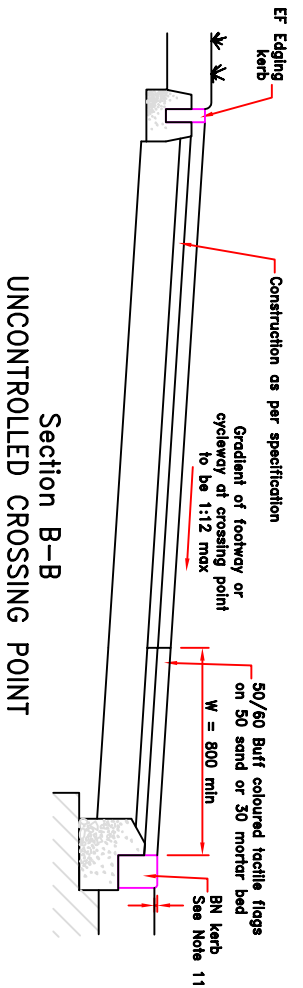 EF Edging
kerb
Construction as per specification
Gradient of footway or
cycleway at crossing point
to be 1:12 max
50/60 Buff coloured tactile flags
on 50 sand or 30 mortar bed
W = 800 min
BN kerb
See Note 11
Section B-B
UNCONTROLLED CROSSING POINT